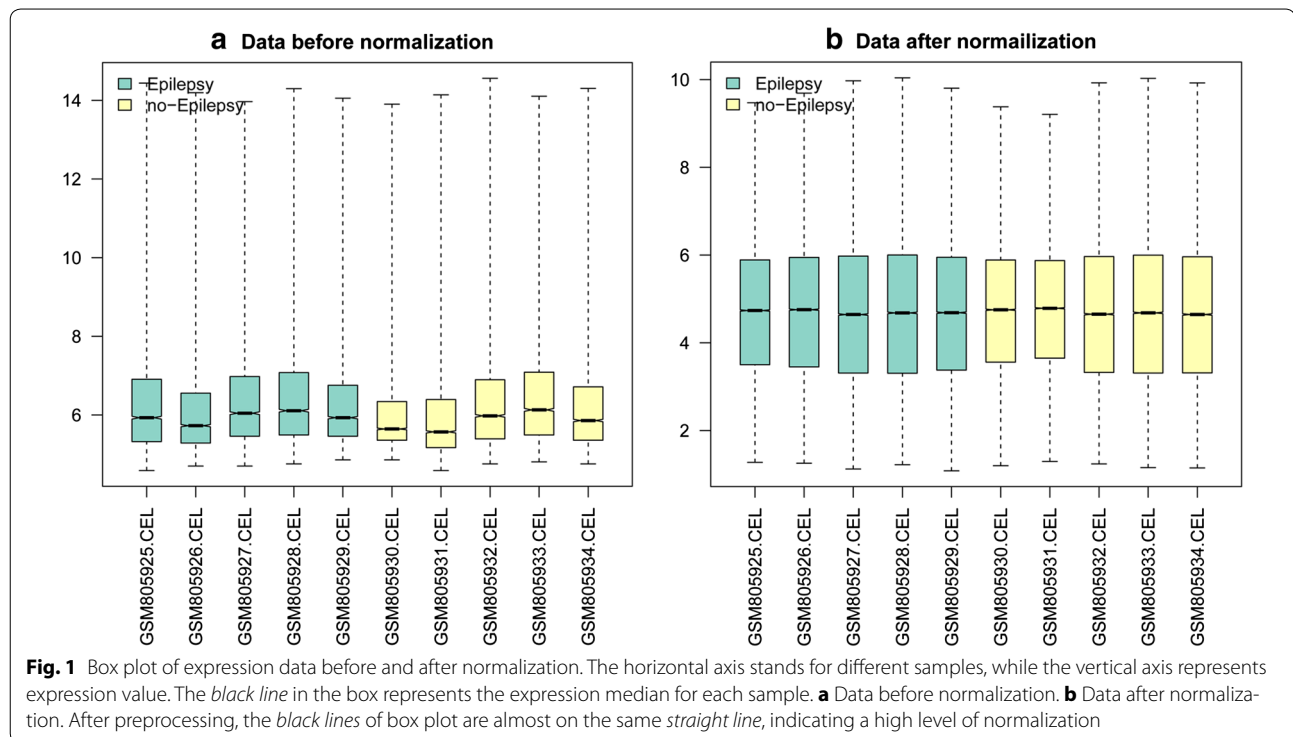 a Data before normalization
Epilepsy
no-Epilepsy
14
12
10
8
6
GSM805925.CEL
GSM805926.CEL
GSM805927.CEL
GSM805928.CEL
GSM805929.CEL
GSM805930.CEL
GSM805931.CEL
GSM805932.CEL
GSM805933.CEL
GSM805934.CEL
b Data after normailization
Epilepsy
no-Epilepsy
10
8
6
4
2
GSM805925.CEL
GSM805926.CEL
GSM805927.CEL
GSM805928.CEL
GSM805929.CEL
GSM805930.CEL
GSM805931.CEL
GSM805932.CEL
GSM805933.CEL
GSM805934.CEL
Fig. 1 Box plot of expression data before and after normalization. The horizontal axis stands for different samples, while the vertical axis represents
expression value. The black line in the box represents the expression median for each sample. a Data before normalization. b Data after normaliza-
tion. After preprocessing, the black lines of box plot are almost on the same straight line, indicating a high level of normalization